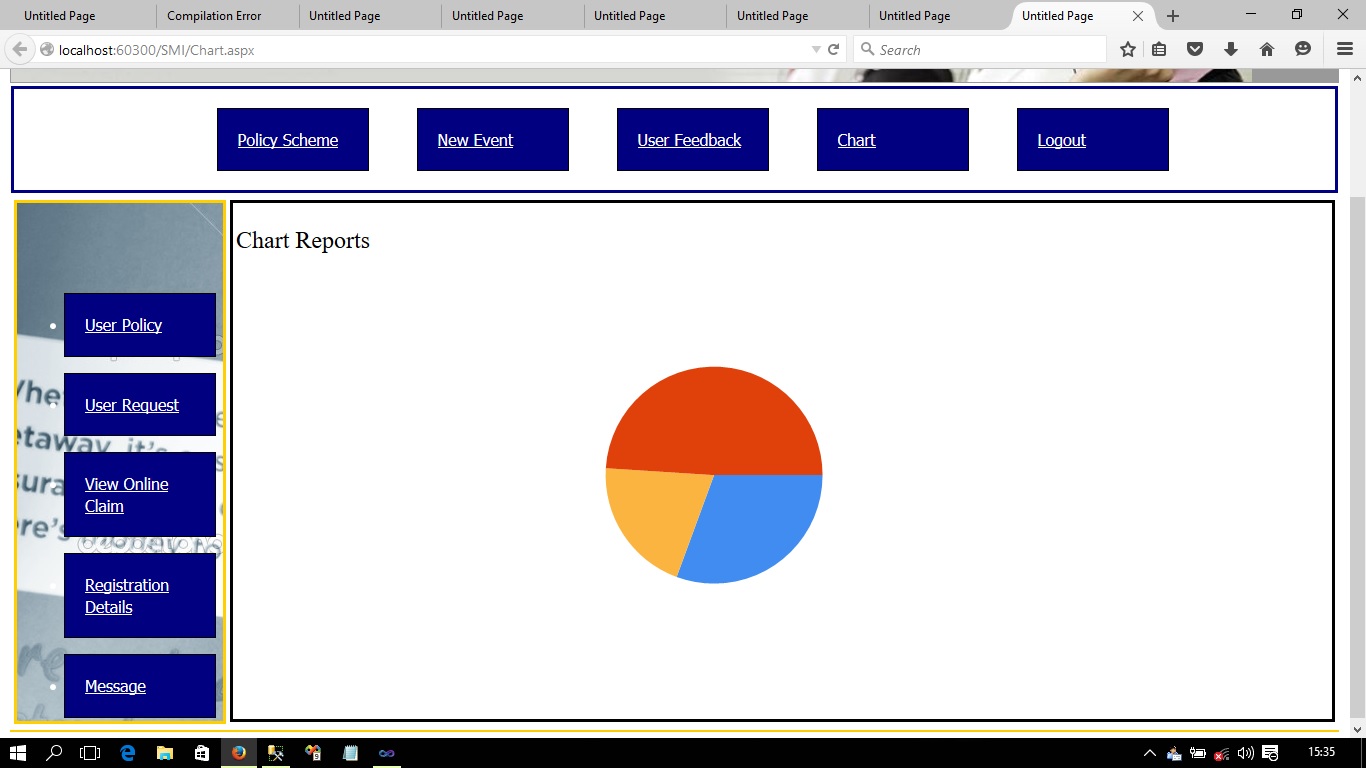 Untitled Page
Compilation Error
Untitled Page
Untitled Page
Untitled Page
Untitled Page
Untitled Page
Untitled Page
localhost:60300/SMI/Chart.aspx
Search
Policy Scheme
New Event
User Feedback
Chart
Logout
Chart Reports
User Policy
User Request
View Online
Claim
Registration
Details
Message
15:35